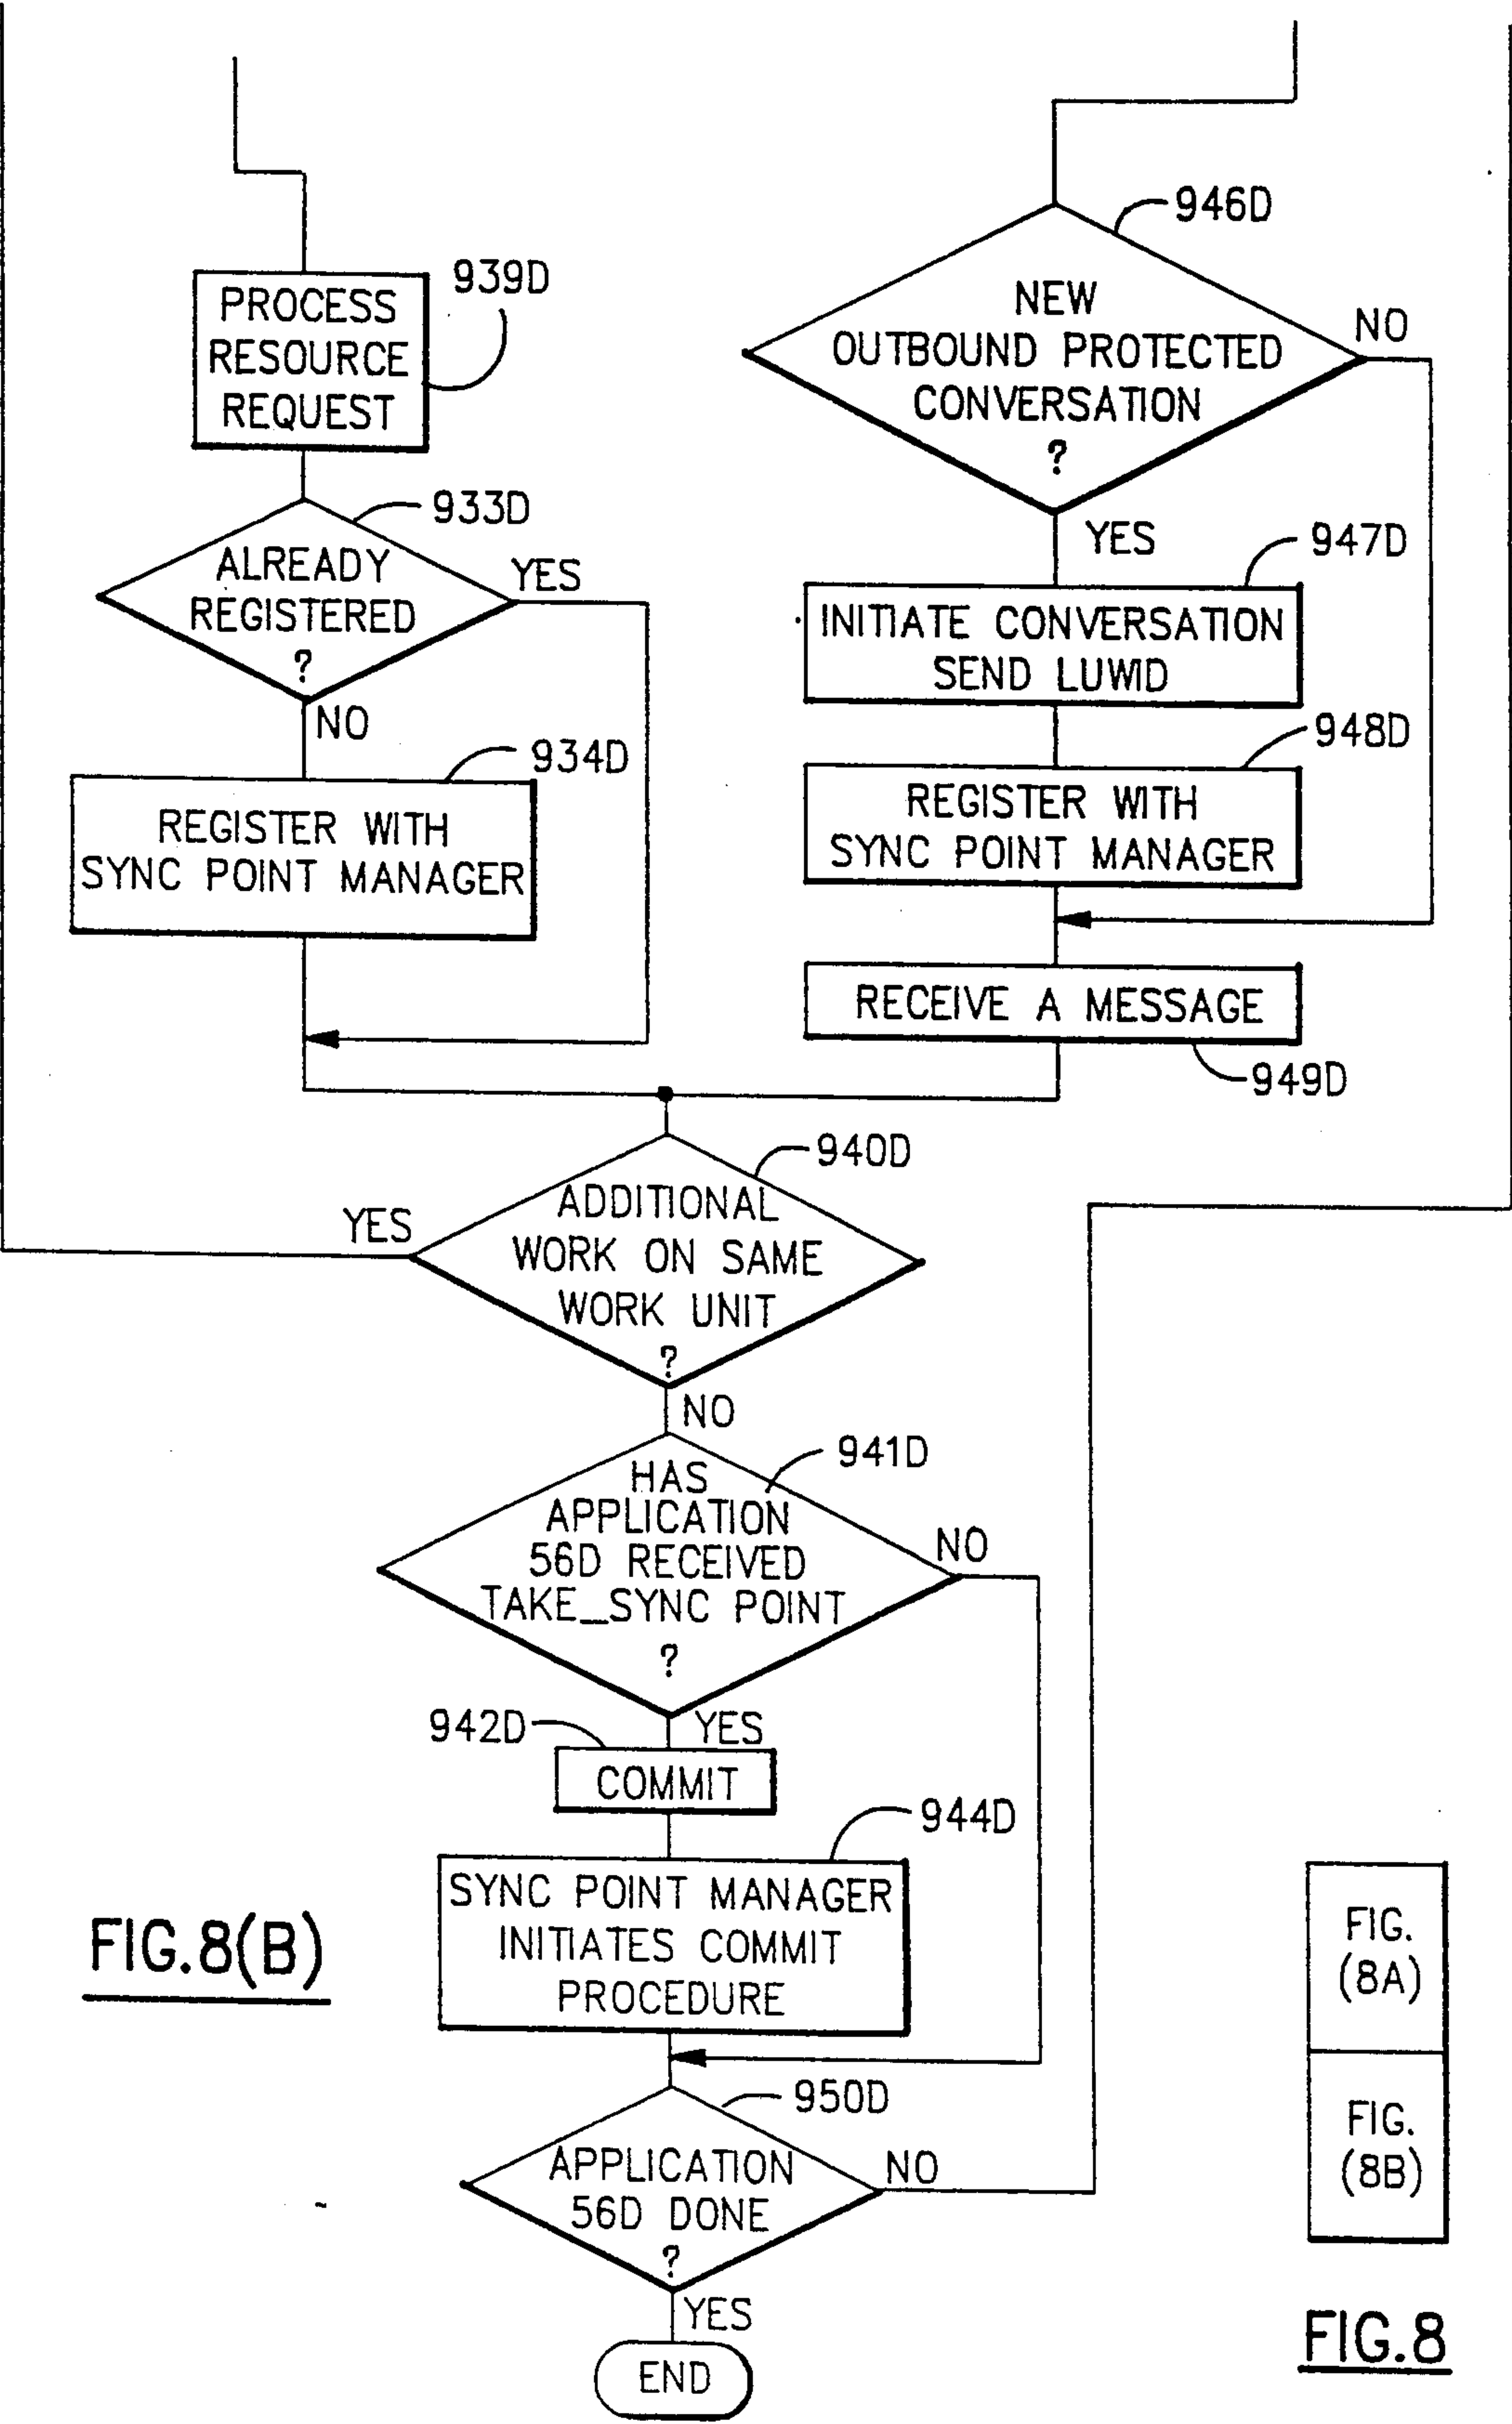 939D
PROCESS
RESOURCE
REQUEST
933D
ALREADY
REGISTERED
?
YES
NO
934D
REGISTER WITH
SYNC POINT MANAGER
946D
NEW
OUTBOUND PROTECTED
CONVERSATION
?
NO
YES
947D
INITIATE CONVERSATION
SEND LUWID
948D
REGISTER WITH
SYNC POINT MANAGER
RECEIVE A MESSAGE
949D
940D
ADDITIONAL
WORK ON SAME
WORK UNIT
?
YES
NO
941D
HAS
APPLICATION
56D RECEIVED
TAKE_SYNC POINT
?
NO
YES
942D
COMMIT
944D
SYNC POINT MANAGER
INITIATES COMMIT
PROCEDURE
950D
APPLICATION
56D DONE
?
NO
YES
END
FIG.8(B)
FIG.
(8A)
FIG.
(8B)
FIG.8